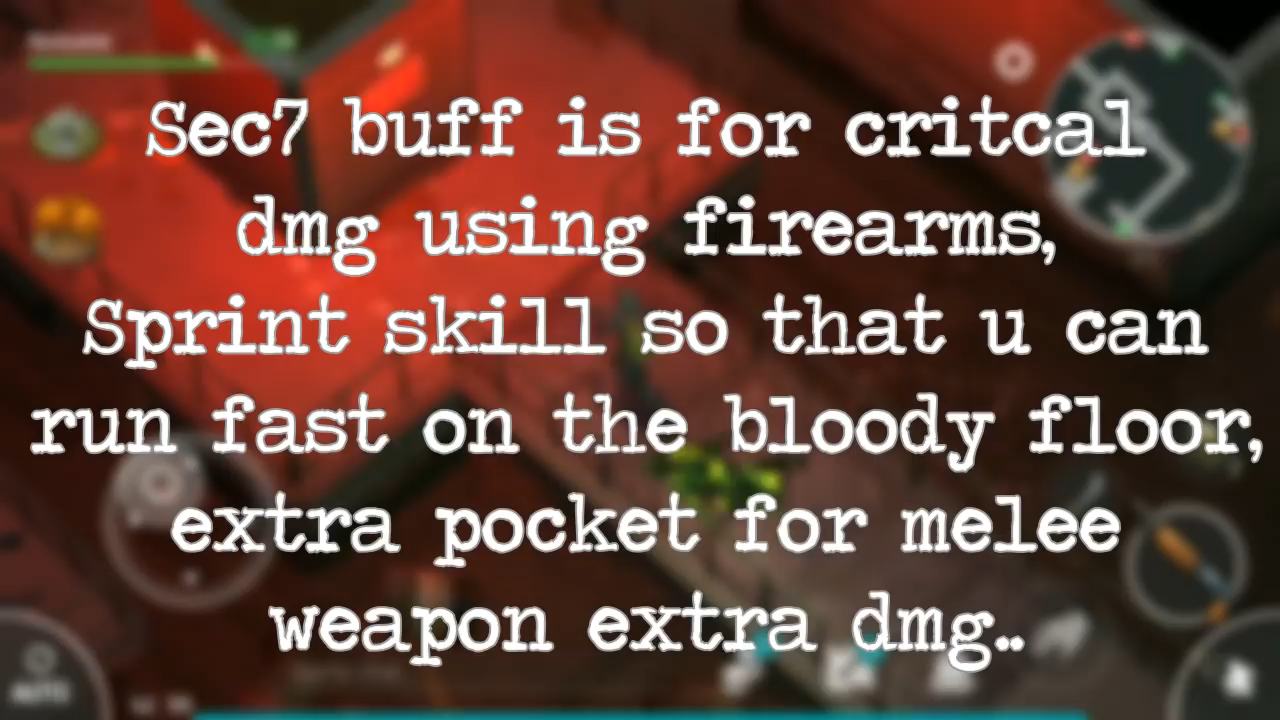 Sec7 buff is for critcal
dmg using firearms,
Sprint skill so that u can
run fast on the bloody floor,
extra pocket for melee
weapon extra dmg..
AUTO